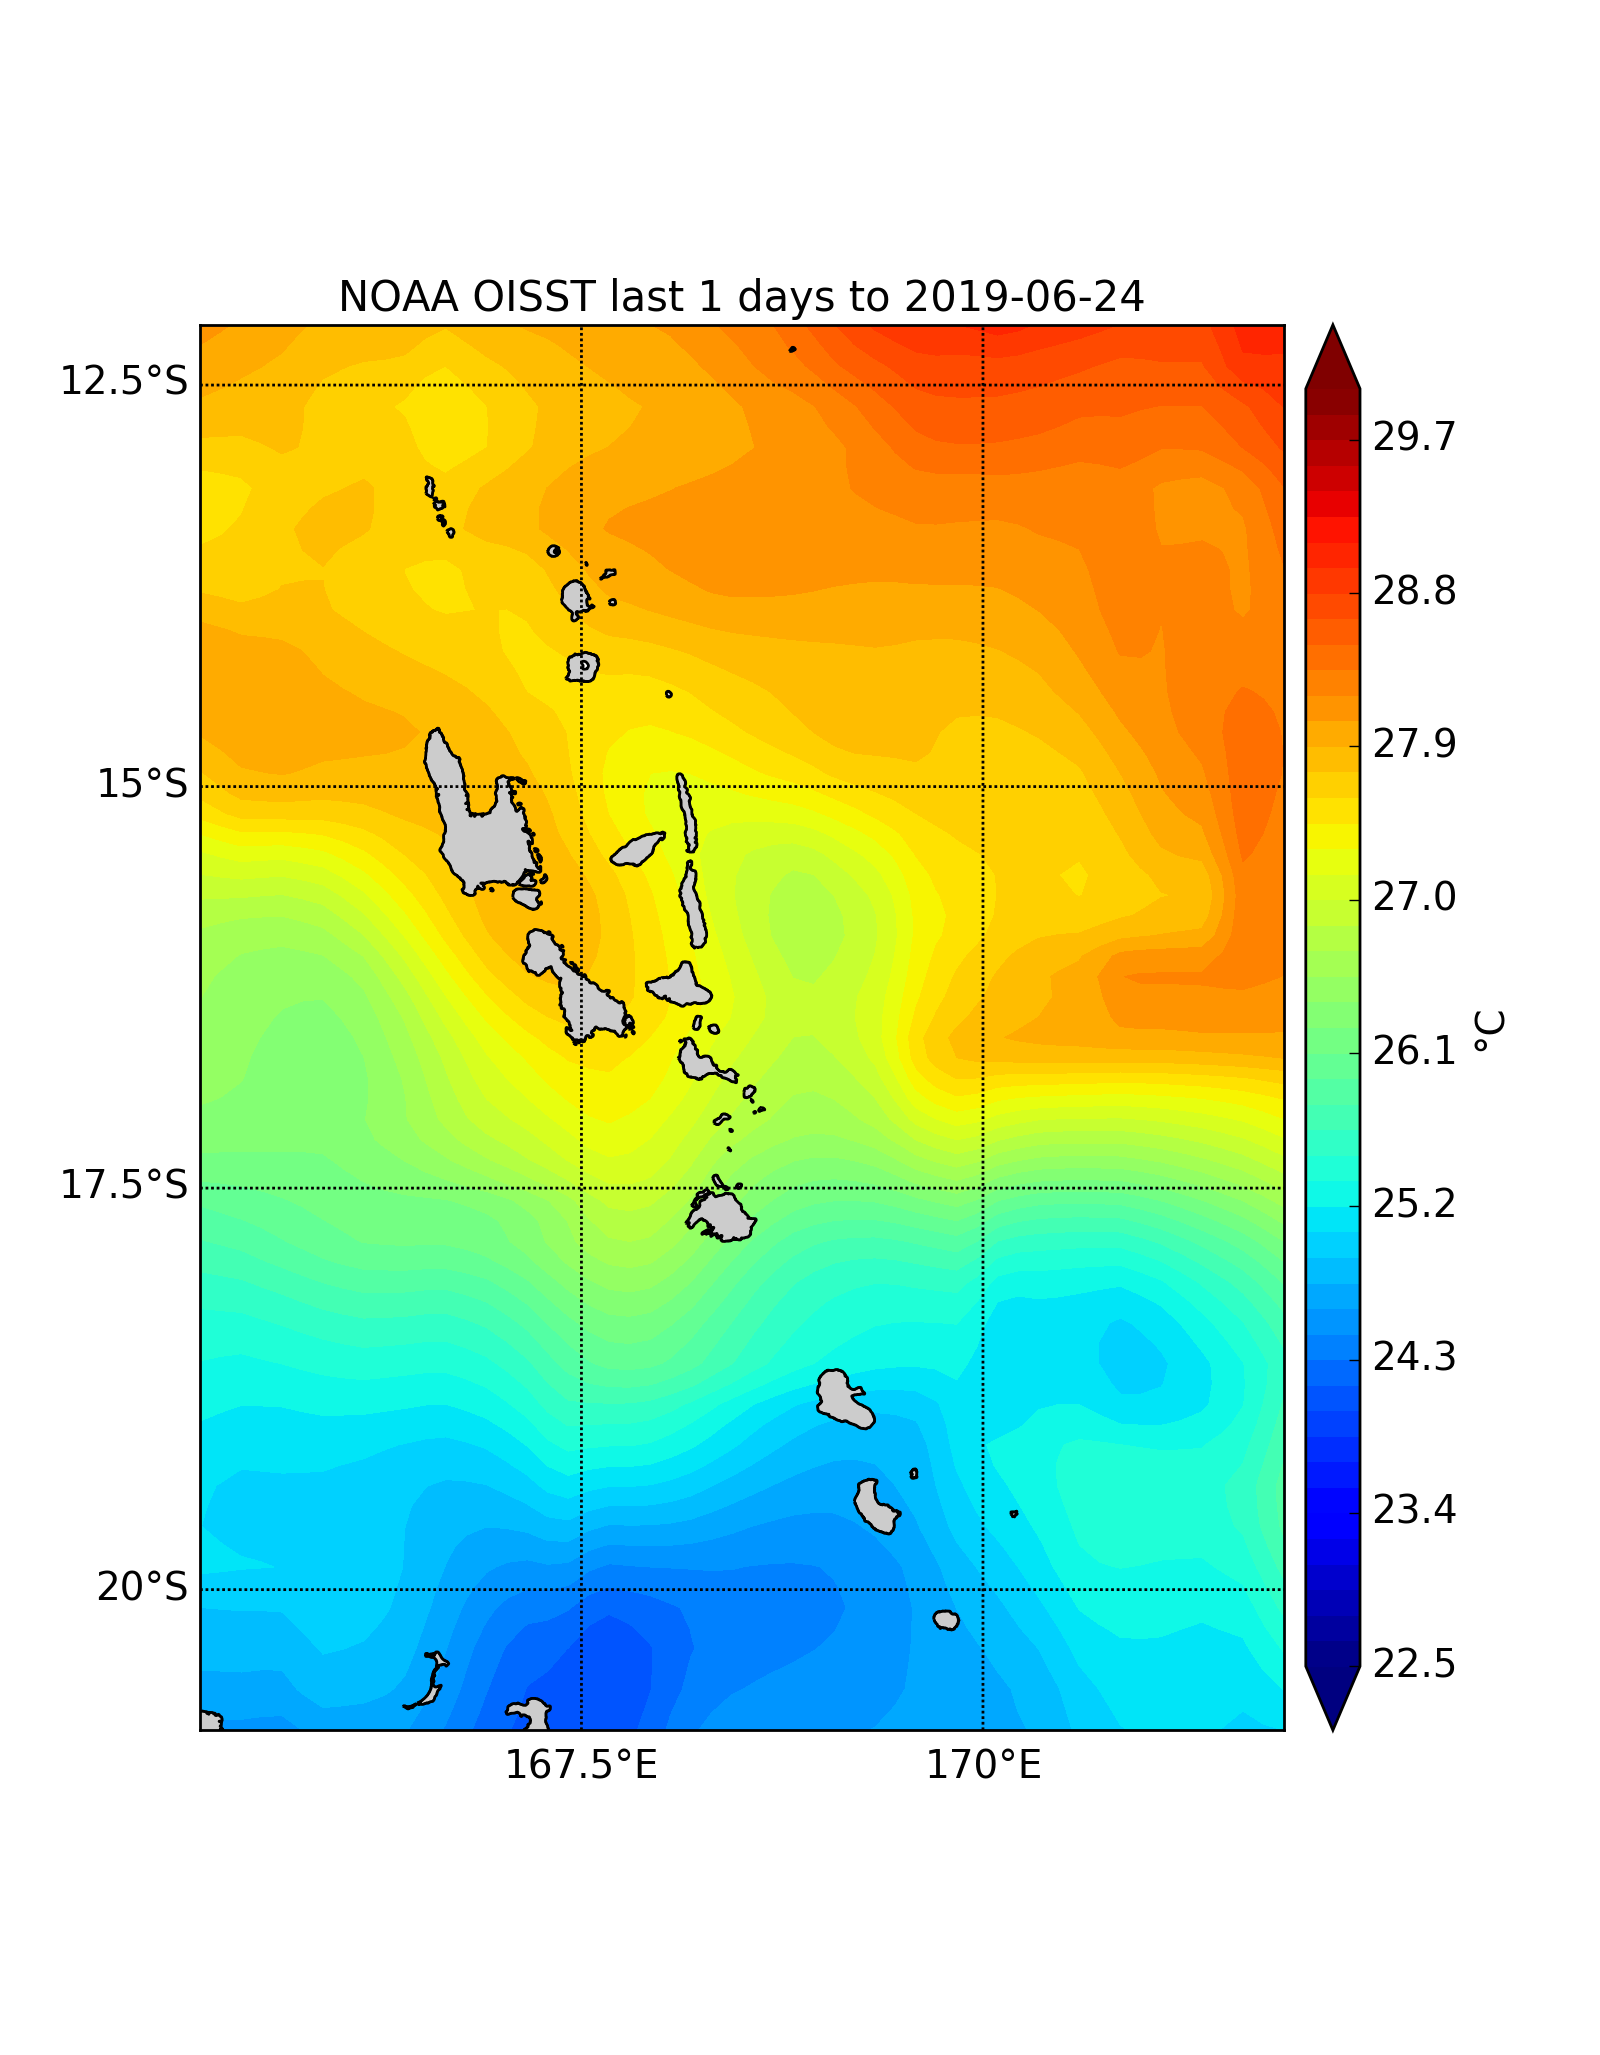 NOAA OISST last 1 days to 2019-06-24
12.5°S
15°S
17.5°S
20°S
167.5°E
170°E
29.7
28.8
27.9
27.0
26.1
25.2
24.3
23.4
22.5
°C